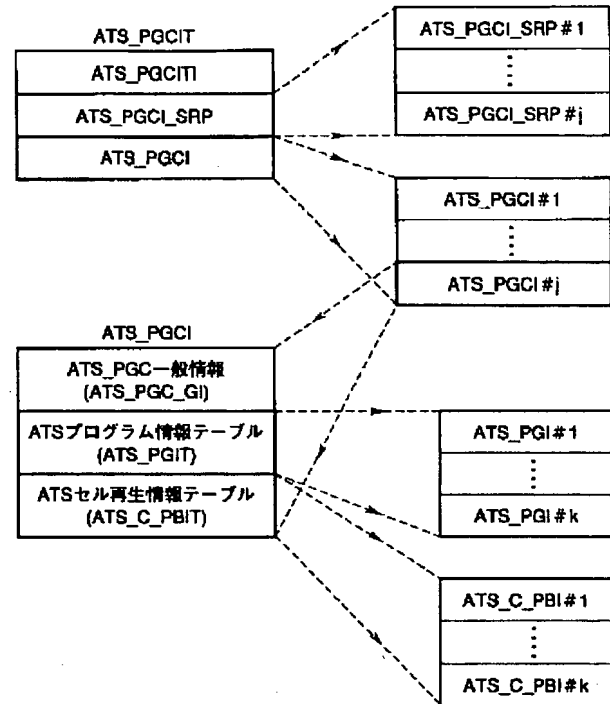 ATS_PGCIT
ATS_PGCITI
ATS_PGCI_SRP
ATS_PGCI
ATS_PGCI_SRP#1
ATS_PGCI_SRP#j
ATS_PGCI#1
ATS_PGCI#j
ATS_PGCI
ATS_PGC一般情報
(ATS_PGC_GI)
ATSプログラム情報テーブル
(ATS_PGIT)
ATSセル再生情報テーブル
(ATS_C_PBIT)
ATS_PGI#1
ATS_PGI#k
ATS_C_PBI#1
ATS_C_PBI#k